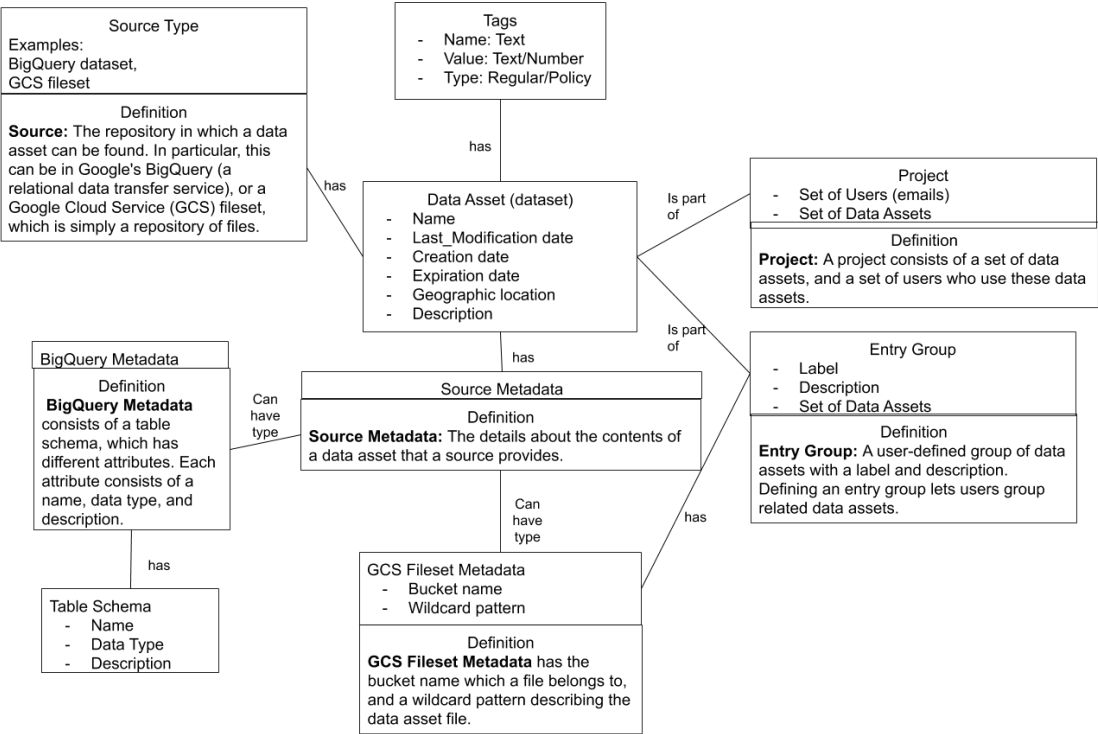 Source Type
Examples:
BigQuery dataset,
GCS fileset
Definition
Source: The repository in which a data
asset can be found. In particular, this
can be in Google's BigQuery (a
relational data transfer service), or a
Google Cloud Service (GCS) fileset,
which is simply a repository of files.
Tags
- Name: Text
- Value: Text/Number
- Type: Regular/Policy
has
has
Data Asset (dataset)
- Name
- Last_Modification date
- Creation date
- Expiration date
- Geographic location
- Description
Is part
of
Project
- Set of Users (emails)
- Set of Data Assets
Definition
Project: A project consists of a set of data
assets, and a set of users who use these data
assets.
Is part
of
Entry Group
- Label
- Description
- Set of Data Assets
Definition
Entry Group: A user-defined group of data
assets with a label and description.
Defining an entry group lets users group
related data assets.
has
Source Metadata
Definition
Source Metadata: The details about the contents of
a data asset that a source provides.
Can
have
type
BigQuery Metadata
Definition
BigQuery Metadata
consists of a table
schema, which has
different attributes. Each
attribute consists of a
name, data type, and
description.
has
Table Schema
- Name
- Data Type
- Description
Can
have
type
has
GCS Fileset Metadata
- Bucket name
- Wildcard pattern
Definition
GCS Fileset Metadata has the
bucket name which a file belongs to,
and a wildcard pattern describing the
data asset file.